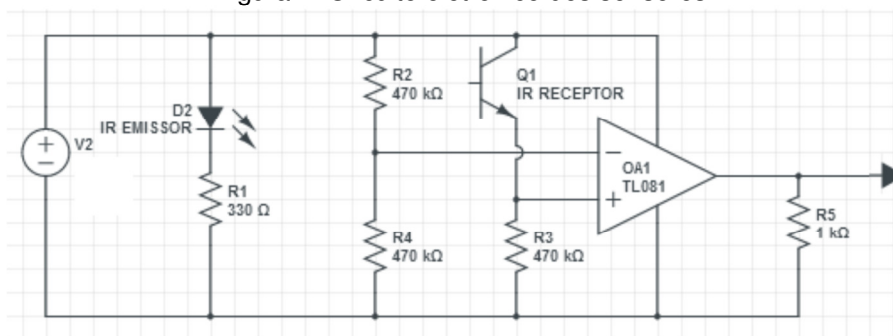 V2
D2
IR EMISSOR
R1
330 Ω
R2
470 kΩ
R4
470 kΩ
Q1
IR RECEPTOR
R3
470 kΩ
OA1
TL081
R5
1 kΩ